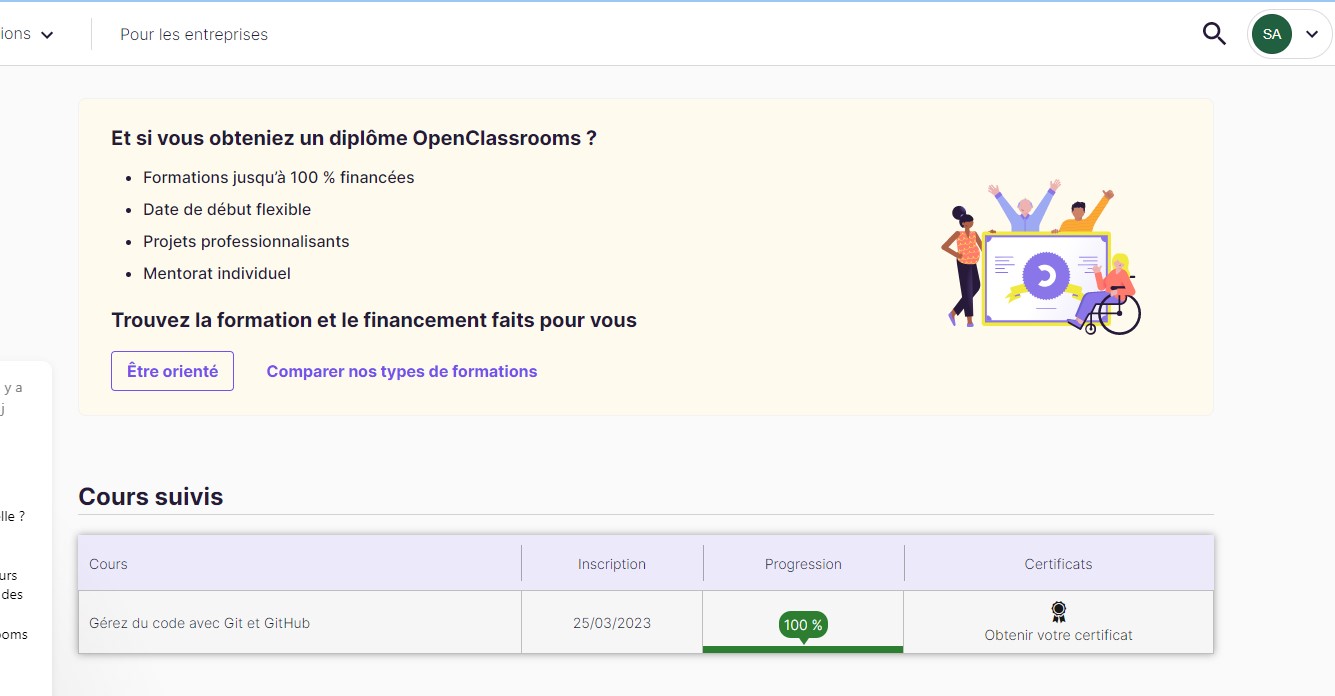 ions
Pour les entreprises
SA
Et si vous obteniez un diplôme OpenClassrooms ?
Formations jusqu’à 100 % financées
Date de début flexible
Projets professionnalisants
Mentorat individuel
Trouvez la formation et le financement faits pour vous
Être orienté
Comparer nos types de formations
y a
j
lle ?
urs
des
ooms
Cours suivis
Cours
Inscription
Progression
Certificats
Gérez du code avec Git et GitHub
25/03/2023
100 %
Obtenir votre certificat